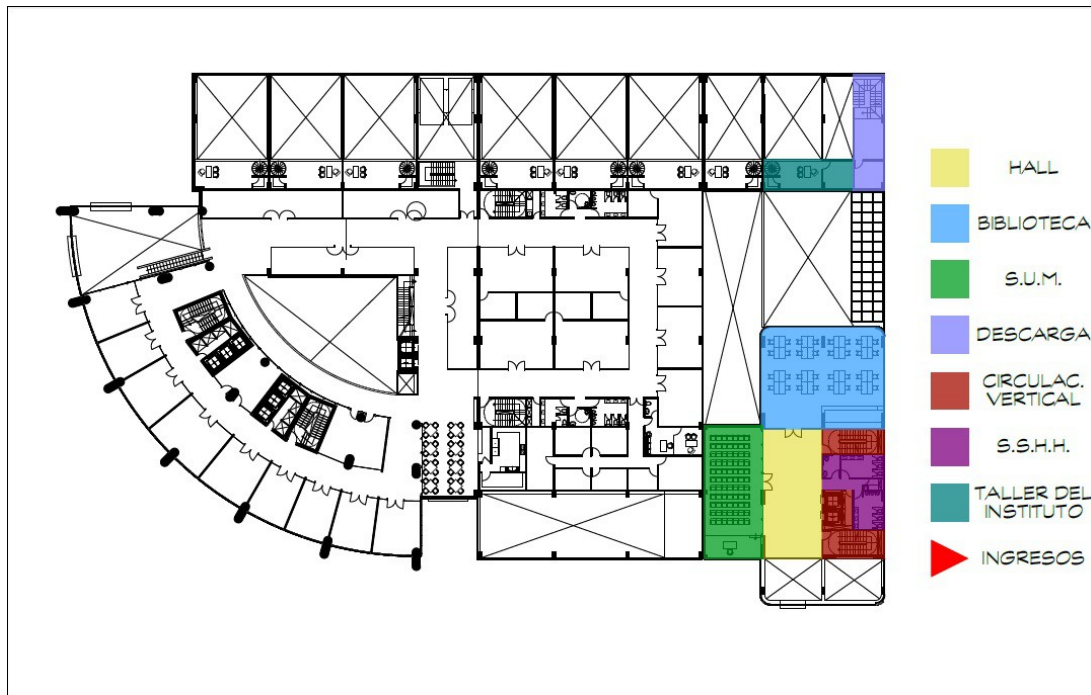 HALL
BIBLIOTECA
S.U.M.
DESCARGA
CIRCULAC.
VERTICAL
S.S.H.H.
TALLER DEL
INSTITUTO
INGRESOS